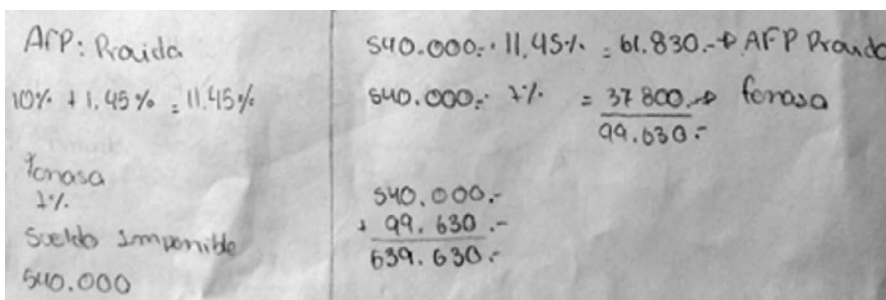 AFP: Provida
10% + 1.45% = 11.45%
Fonasa
7%.
Sueldo Imponible
540.000
540.000.- · 11,45% = 61.830.-→ AFP Provida
540.000.- · 7%. = 37 800.-→ fonasa
99.630.-
540.000.-
+ 99.630.-
639.630.-